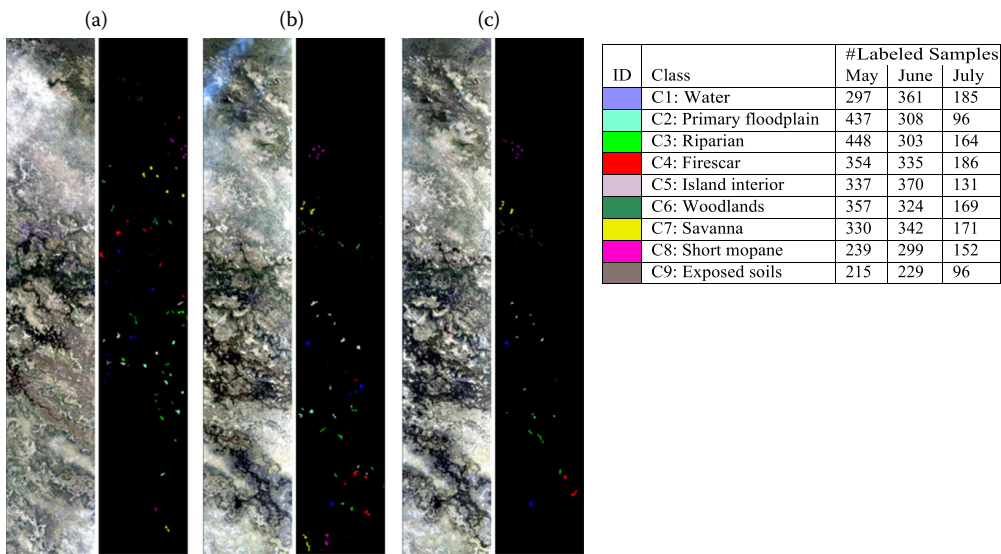 (a) (b) (c)
#Labeled Samples
ID Class May June July
C1: Water 297 361 185
C2: Primary floodplain 437 308 96
C3: Riparian 448 303 164
C4: Firescar 354 335 186
C5: Island interior 337 370 131
C6: Woodlands 357 324 169
C7: Savanna 330 342 171
C8: Short mopane 239 299 152
C9: Exposed soils 215 229 96